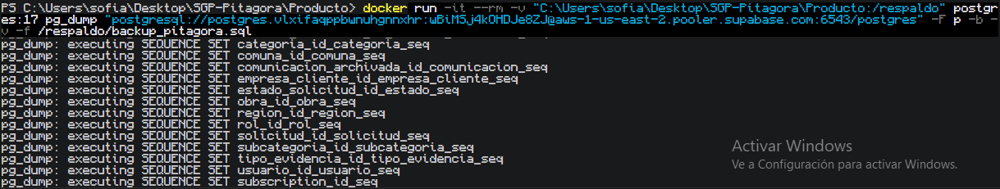 PS C:\Users\sofia\Desktop\SGP-Pitagora\Producto> docker run -it --rm -v "C:\Users\sofia\Desktop\SGP-Pitagora\Producto:/respaldo" postgr
es:17 pg_dump "postgresql://postgres.vlxifaqppbwnuhgnnxhr:wBiM5j4kOHDJe8ZJ@aws-1-us-east-2.pooler.supabase.com:6543/postgres" -F p -b -
v -f /respaldo/backup_pitagora.sql
pg_dump: executing SEQUENCE SET categoria_id_categoria_seq
pg_dump: executing SEQUENCE SET comuna_id_comuna_seq
pg_dump: executing SEQUENCE SET comunicacion_archivada_id_comunicacion_seq
pg_dump: executing SEQUENCE SET empresa_cliente_id_empresa_cliente_seq
pg_dump: executing SEQUENCE SET estado_solicitud_id_estado_seq
pg_dump: executing SEQUENCE SET obra_id_obra_seq
pg_dump: executing SEQUENCE SET region_id_region_seq
pg_dump: executing SEQUENCE SET rol_id_rol_seq
pg_dump: executing SEQUENCE SET solicitud_id_solicitud_seq
pg_dump: executing SEQUENCE SET subcategoria_id_subcategoria_seq
pg_dump: executing SEQUENCE SET tipo_evidencia_id_tipo_evidencia_seq
pg_dump: executing SEQUENCE SET usuario_id_usuario_seq
pg_dump: executing SEQUENCE SET subscription_id_seq
Activar Windows
Ve a Configuración para activar Windows.